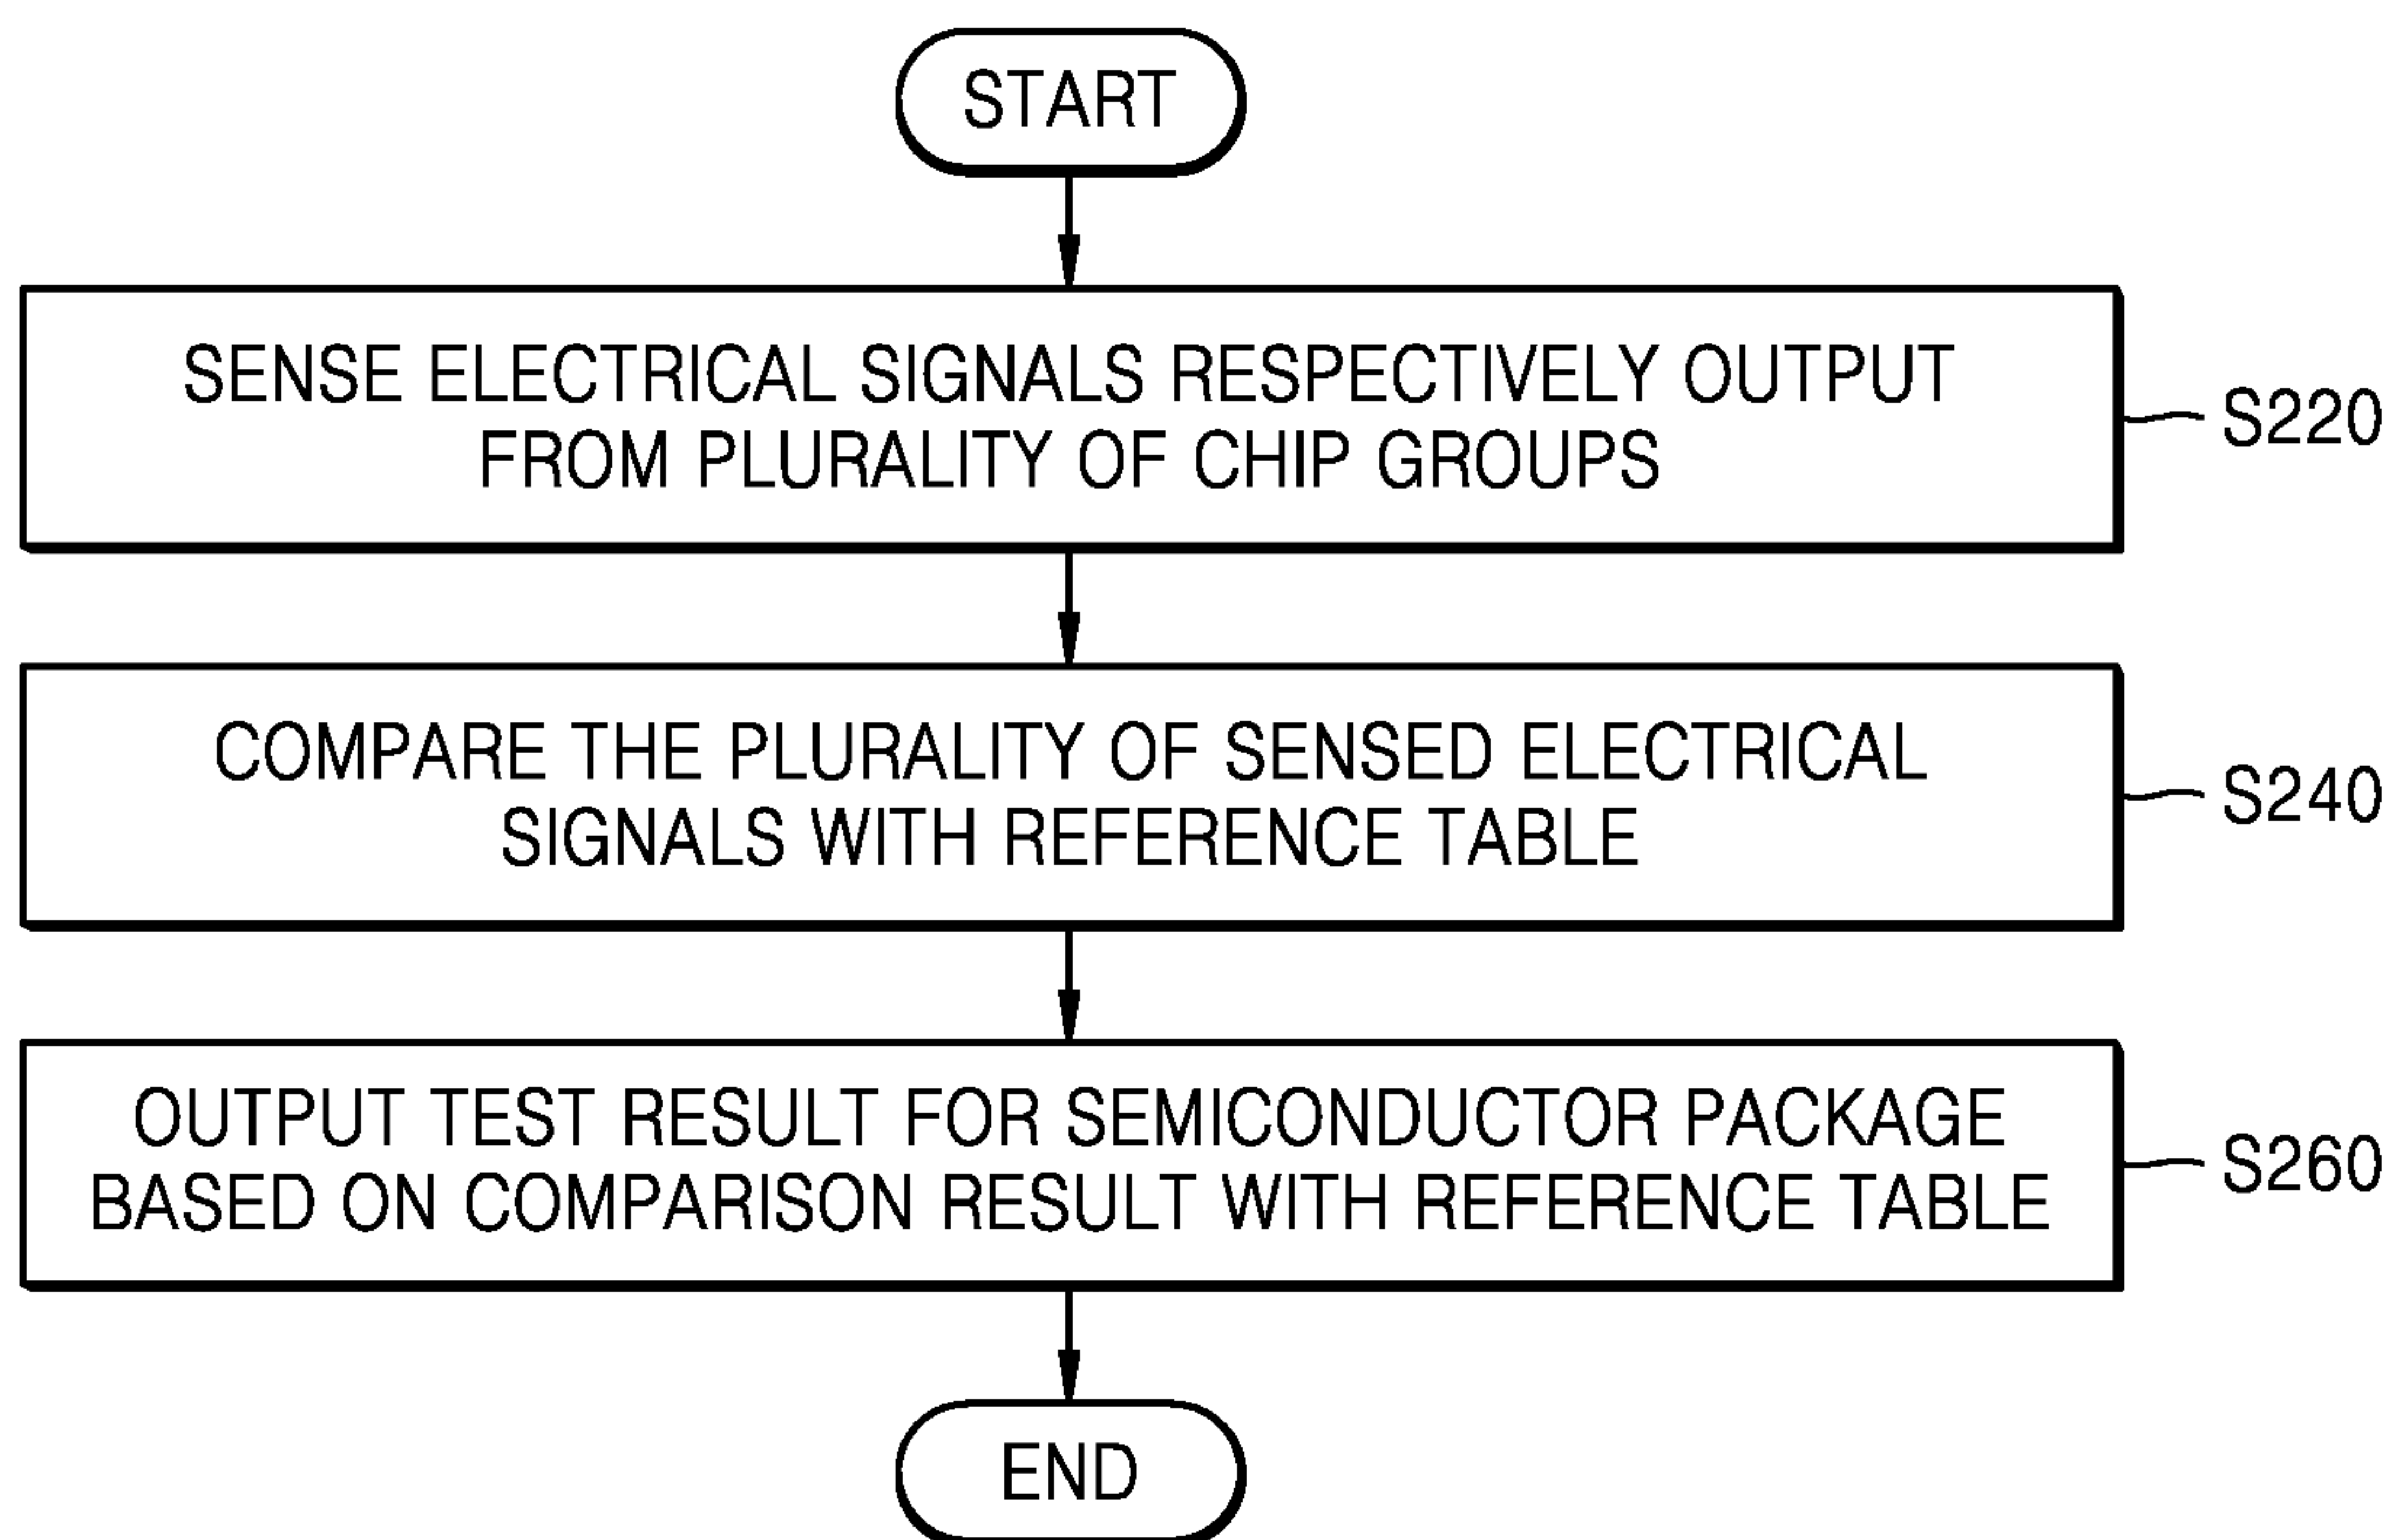 START
SENSE ELECTRICAL SIGNALS RESPECTIVELY OUTPUT
FROM PLURALITY OF CHIP GROUPS
S220
COMPARE THE PLURALITY OF SENSED ELECTRICAL
SIGNALS WITH REFERENCE TABLE
S240
OUTPUT TEST RESULT FOR SEMICONDUCTOR PACKAGE
BASED ON COMPARISON RESULT WITH REFERENCE TABLE
S260
END